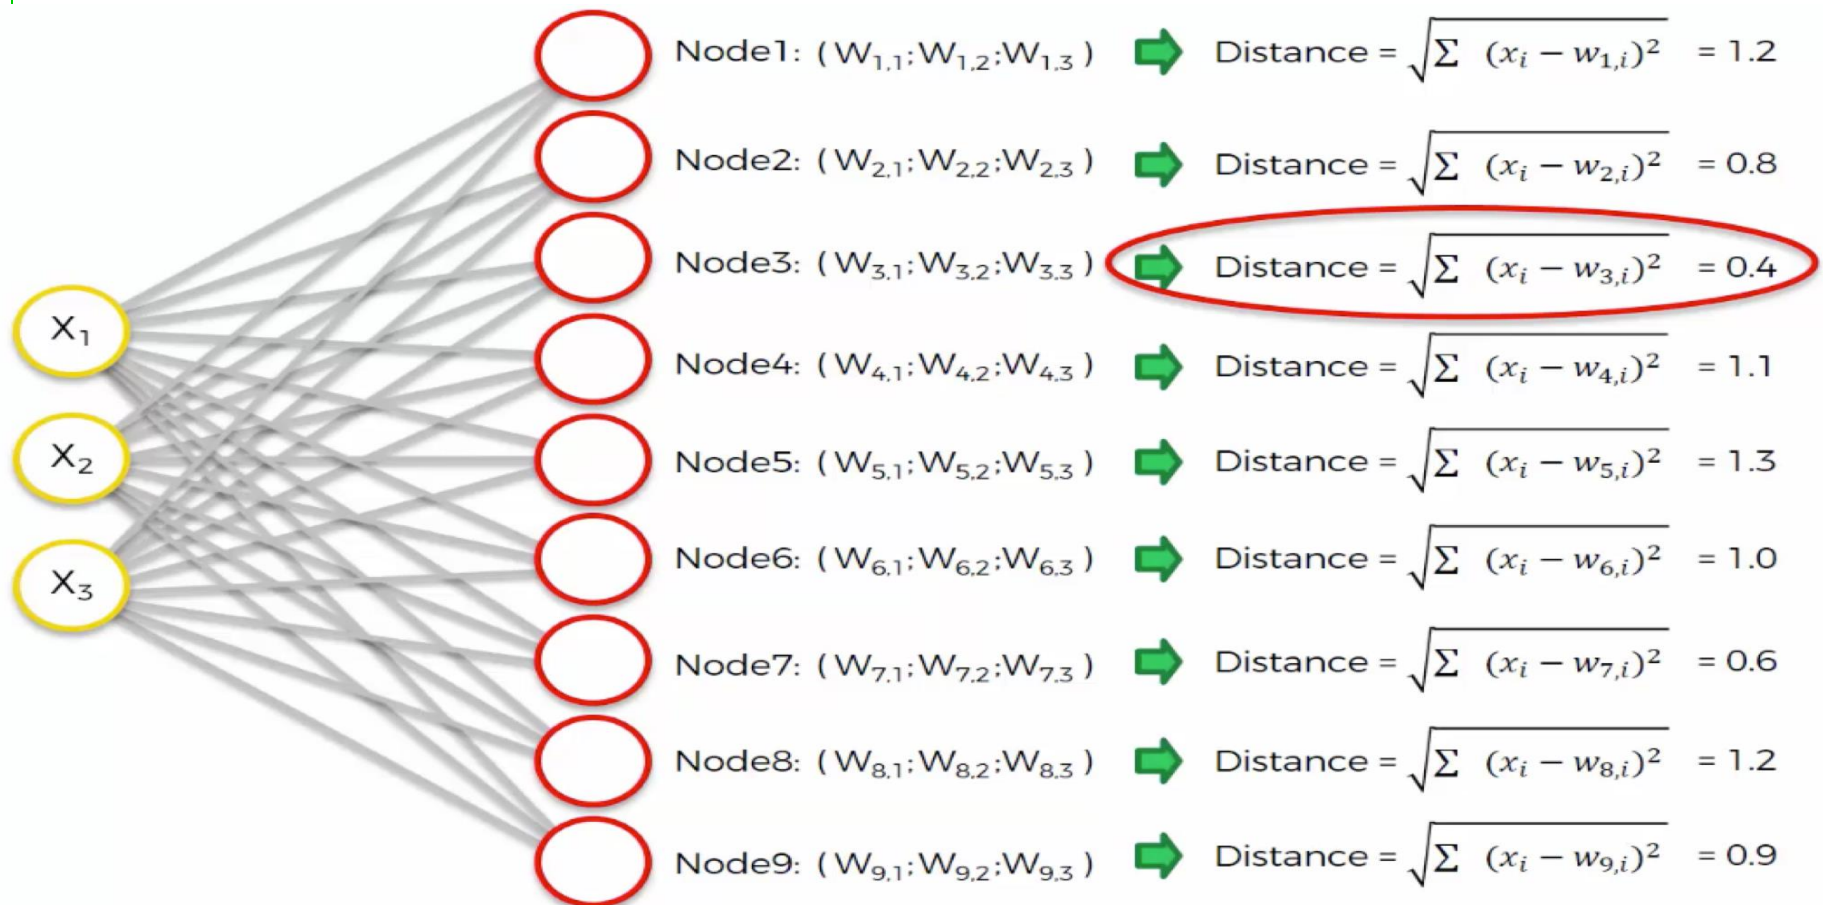 Node1: (W₁,₁;W₁,₂;W₁,₃) Distance = √Σ (xᵢ − w₁,ᵢ)² = 1.2
Node2: (W₂,₁;W₂,₂;W₂,₃) Distance = √Σ (xᵢ − w₂,ᵢ)² = 0.8
Node3: (W₃,₁;W₃,₂;W₃,₃) Distance = √Σ (xᵢ − w₃,ᵢ)² = 0.4
X₁
Node4: (W₄,₁;W₄,₂;W₄,₃) Distance = √Σ (xᵢ − w₄,ᵢ)² = 1.1
X₂
Node5: (W₅,₁;W₅,₂;W₅,₃) Distance = √Σ (xᵢ − w₅,ᵢ)² = 1.3
Node6: (W₆,₁;W₆,₂;W₆,₃) Distance = √Σ (xᵢ − w₆,ᵢ)² = 1.0
X₃
Node7: (W₇,₁;W₇,₂;W₇,₃) Distance = √Σ (xᵢ − w₇,ᵢ)² = 0.6
Node8: (W₈,₁;W₈,₂;W₈,₃) Distance = √Σ (xᵢ − w₈,ᵢ)² = 1.2
Node9: (W₉,₁;W₉,₂;W₉,₃) Distance = √Σ (xᵢ − w₉,ᵢ)² = 0.9